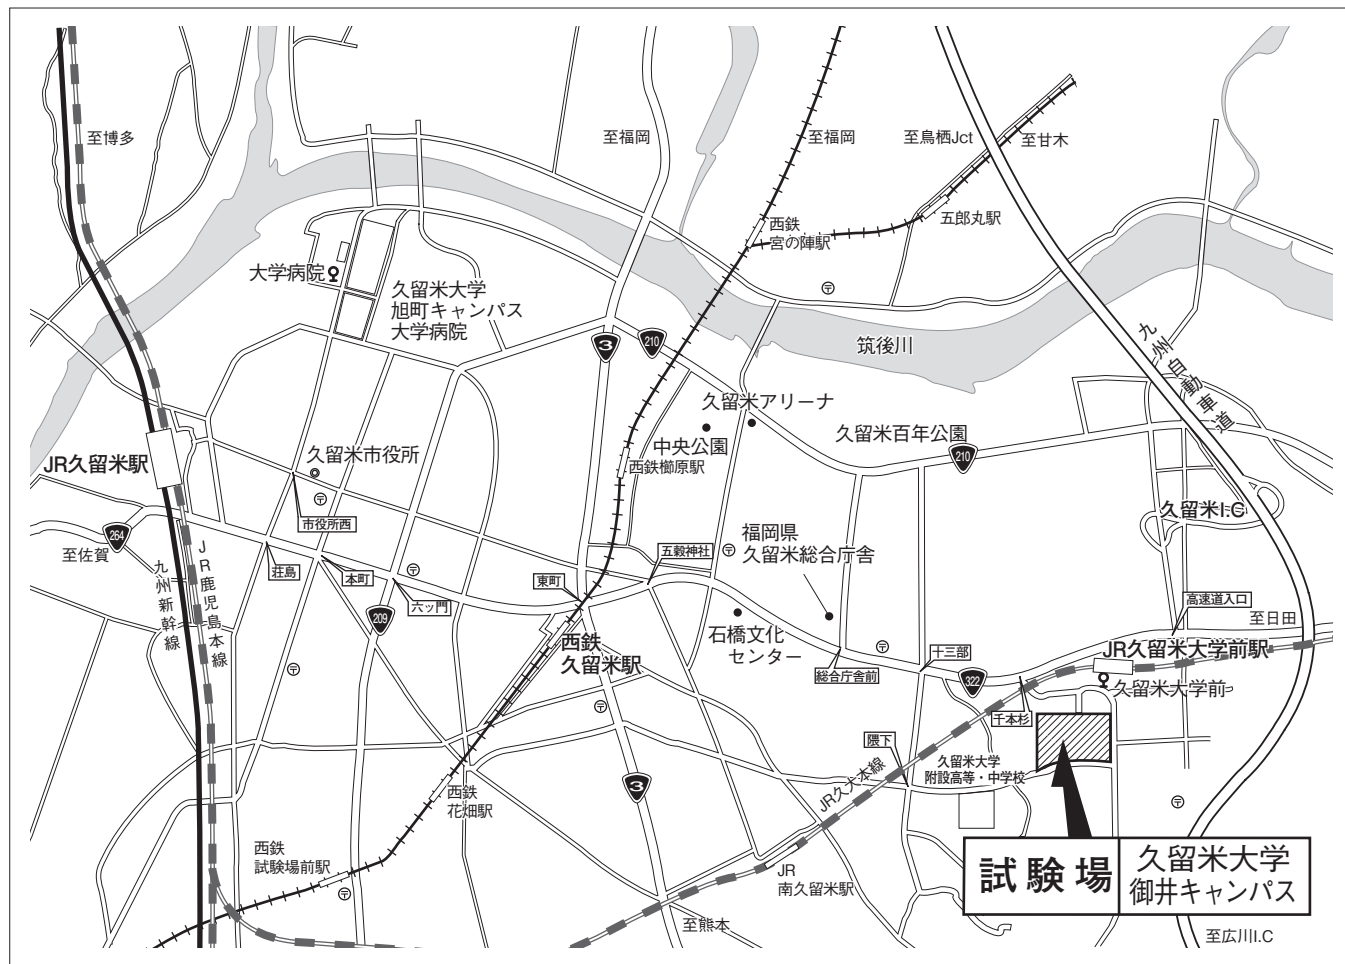 至博多
至福岡
至福岡
至鳥栖Jct
至甘木
西鉄
宮の陣駅
五郎丸駅
大学病院
久留米大学
旭町キャンパス
大学病院
3
210
筑後川
九州自動車道
久留米アリーナ
中央公園
久留米百年公園
210
西鉄櫛原駅
JR久留米駅
久留米市役所
市役所西
264
至佐賀
九州新幹線
JR鹿児島本線
荘島
本町
六ッ門
209
東町
五穀神社
福岡県
久留米総合庁舎
久留米I.C
高速道入口
至日田
西鉄
久留米駅
石橋文化
センター
総合庁舎前
十三部
322
JR久留米大学前駅
久留米大学前
千本杉
隈下
久留米大学
附設高等・中学校
JR久大本線
3
西鉄
花畑駅
西鉄
試験場前駅
JR
南久留米駅
至熊本
試験場
久留米大学
御井キャンパス
至広川I.C